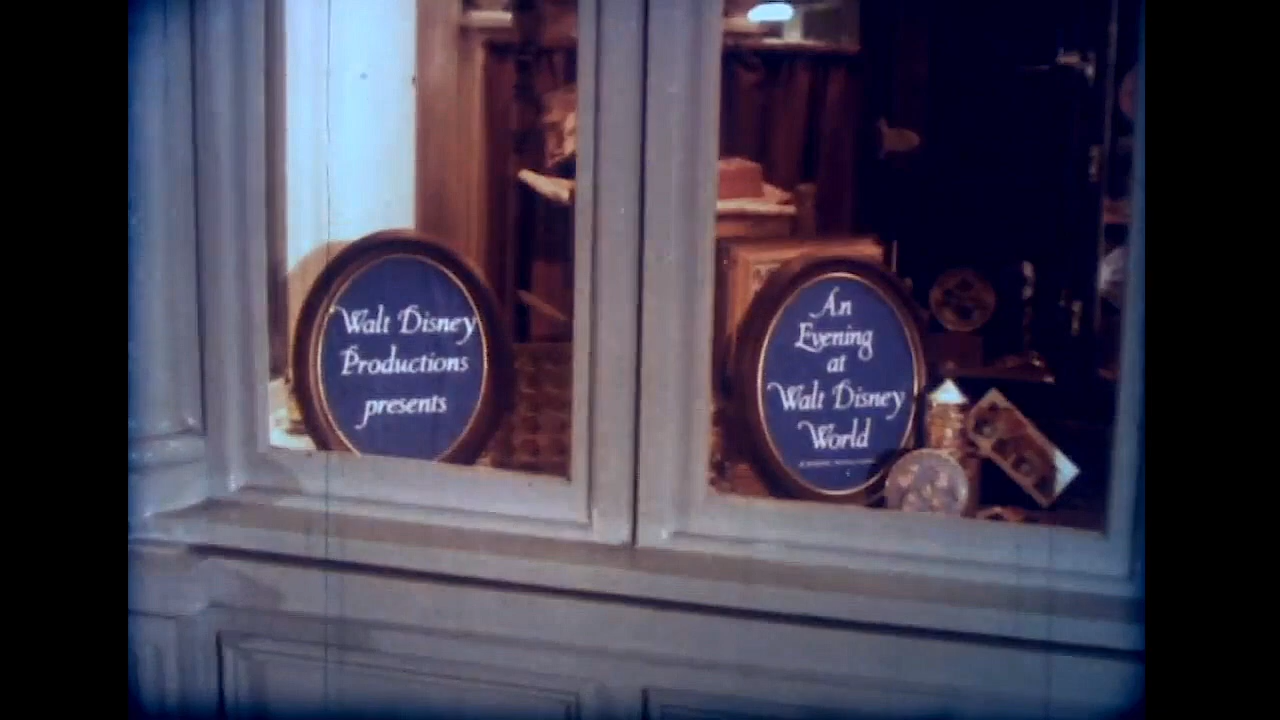 Walt Disney
Productions
presents
An
Evening
at
Walt Disney
World